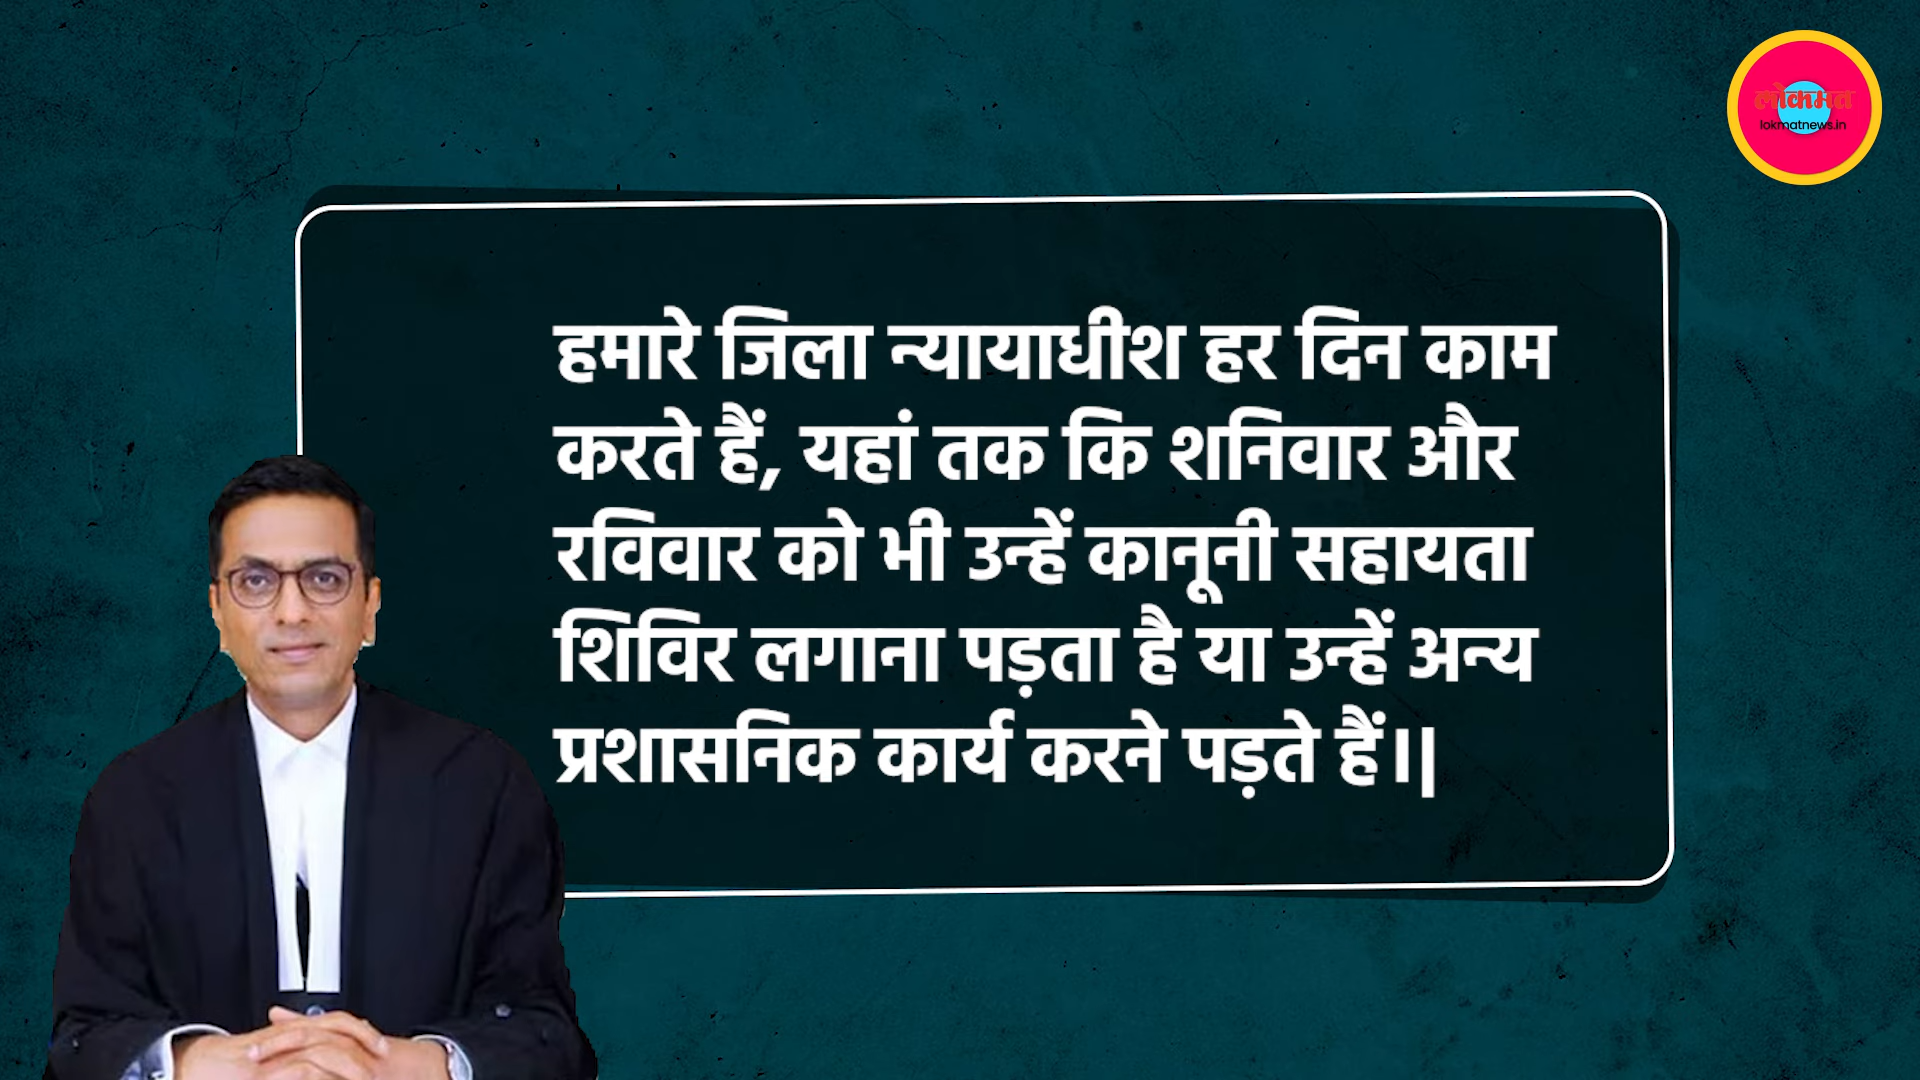 लोकमत
lokmatnews.in
हमारे जिला न्यायाधीश हर दिन काम
करते हैं, यहां तक कि शनिवार और
रविवार को भी उन्हें कानूनी सहायता
शिविर लगाना पड़ता है या उन्हें अन्य
प्रशासनिक कार्य करने पड़ते हैं।|